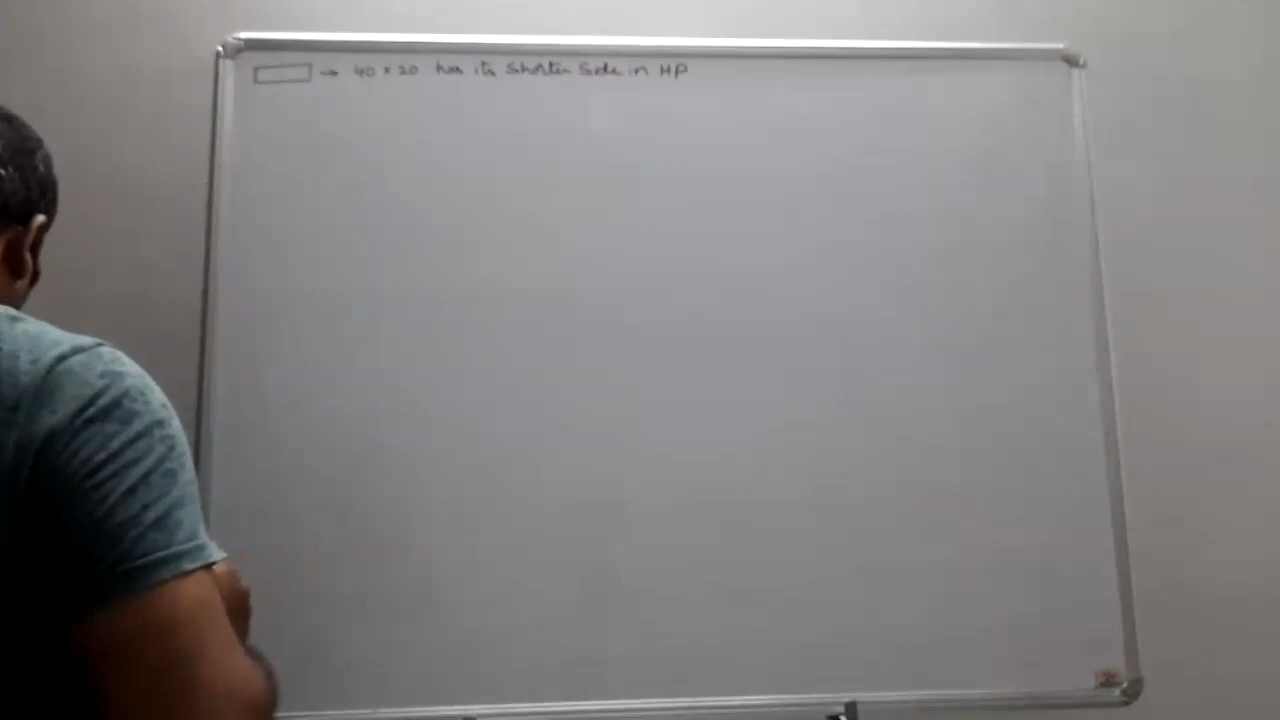 → 40 × 20 has its Shorter Side in HP